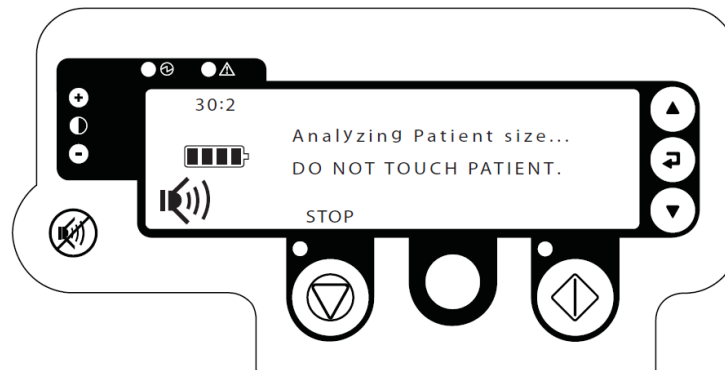 30:2
Analyzing Patient size...
DO NOT TOUCH PATIENT.
STOP